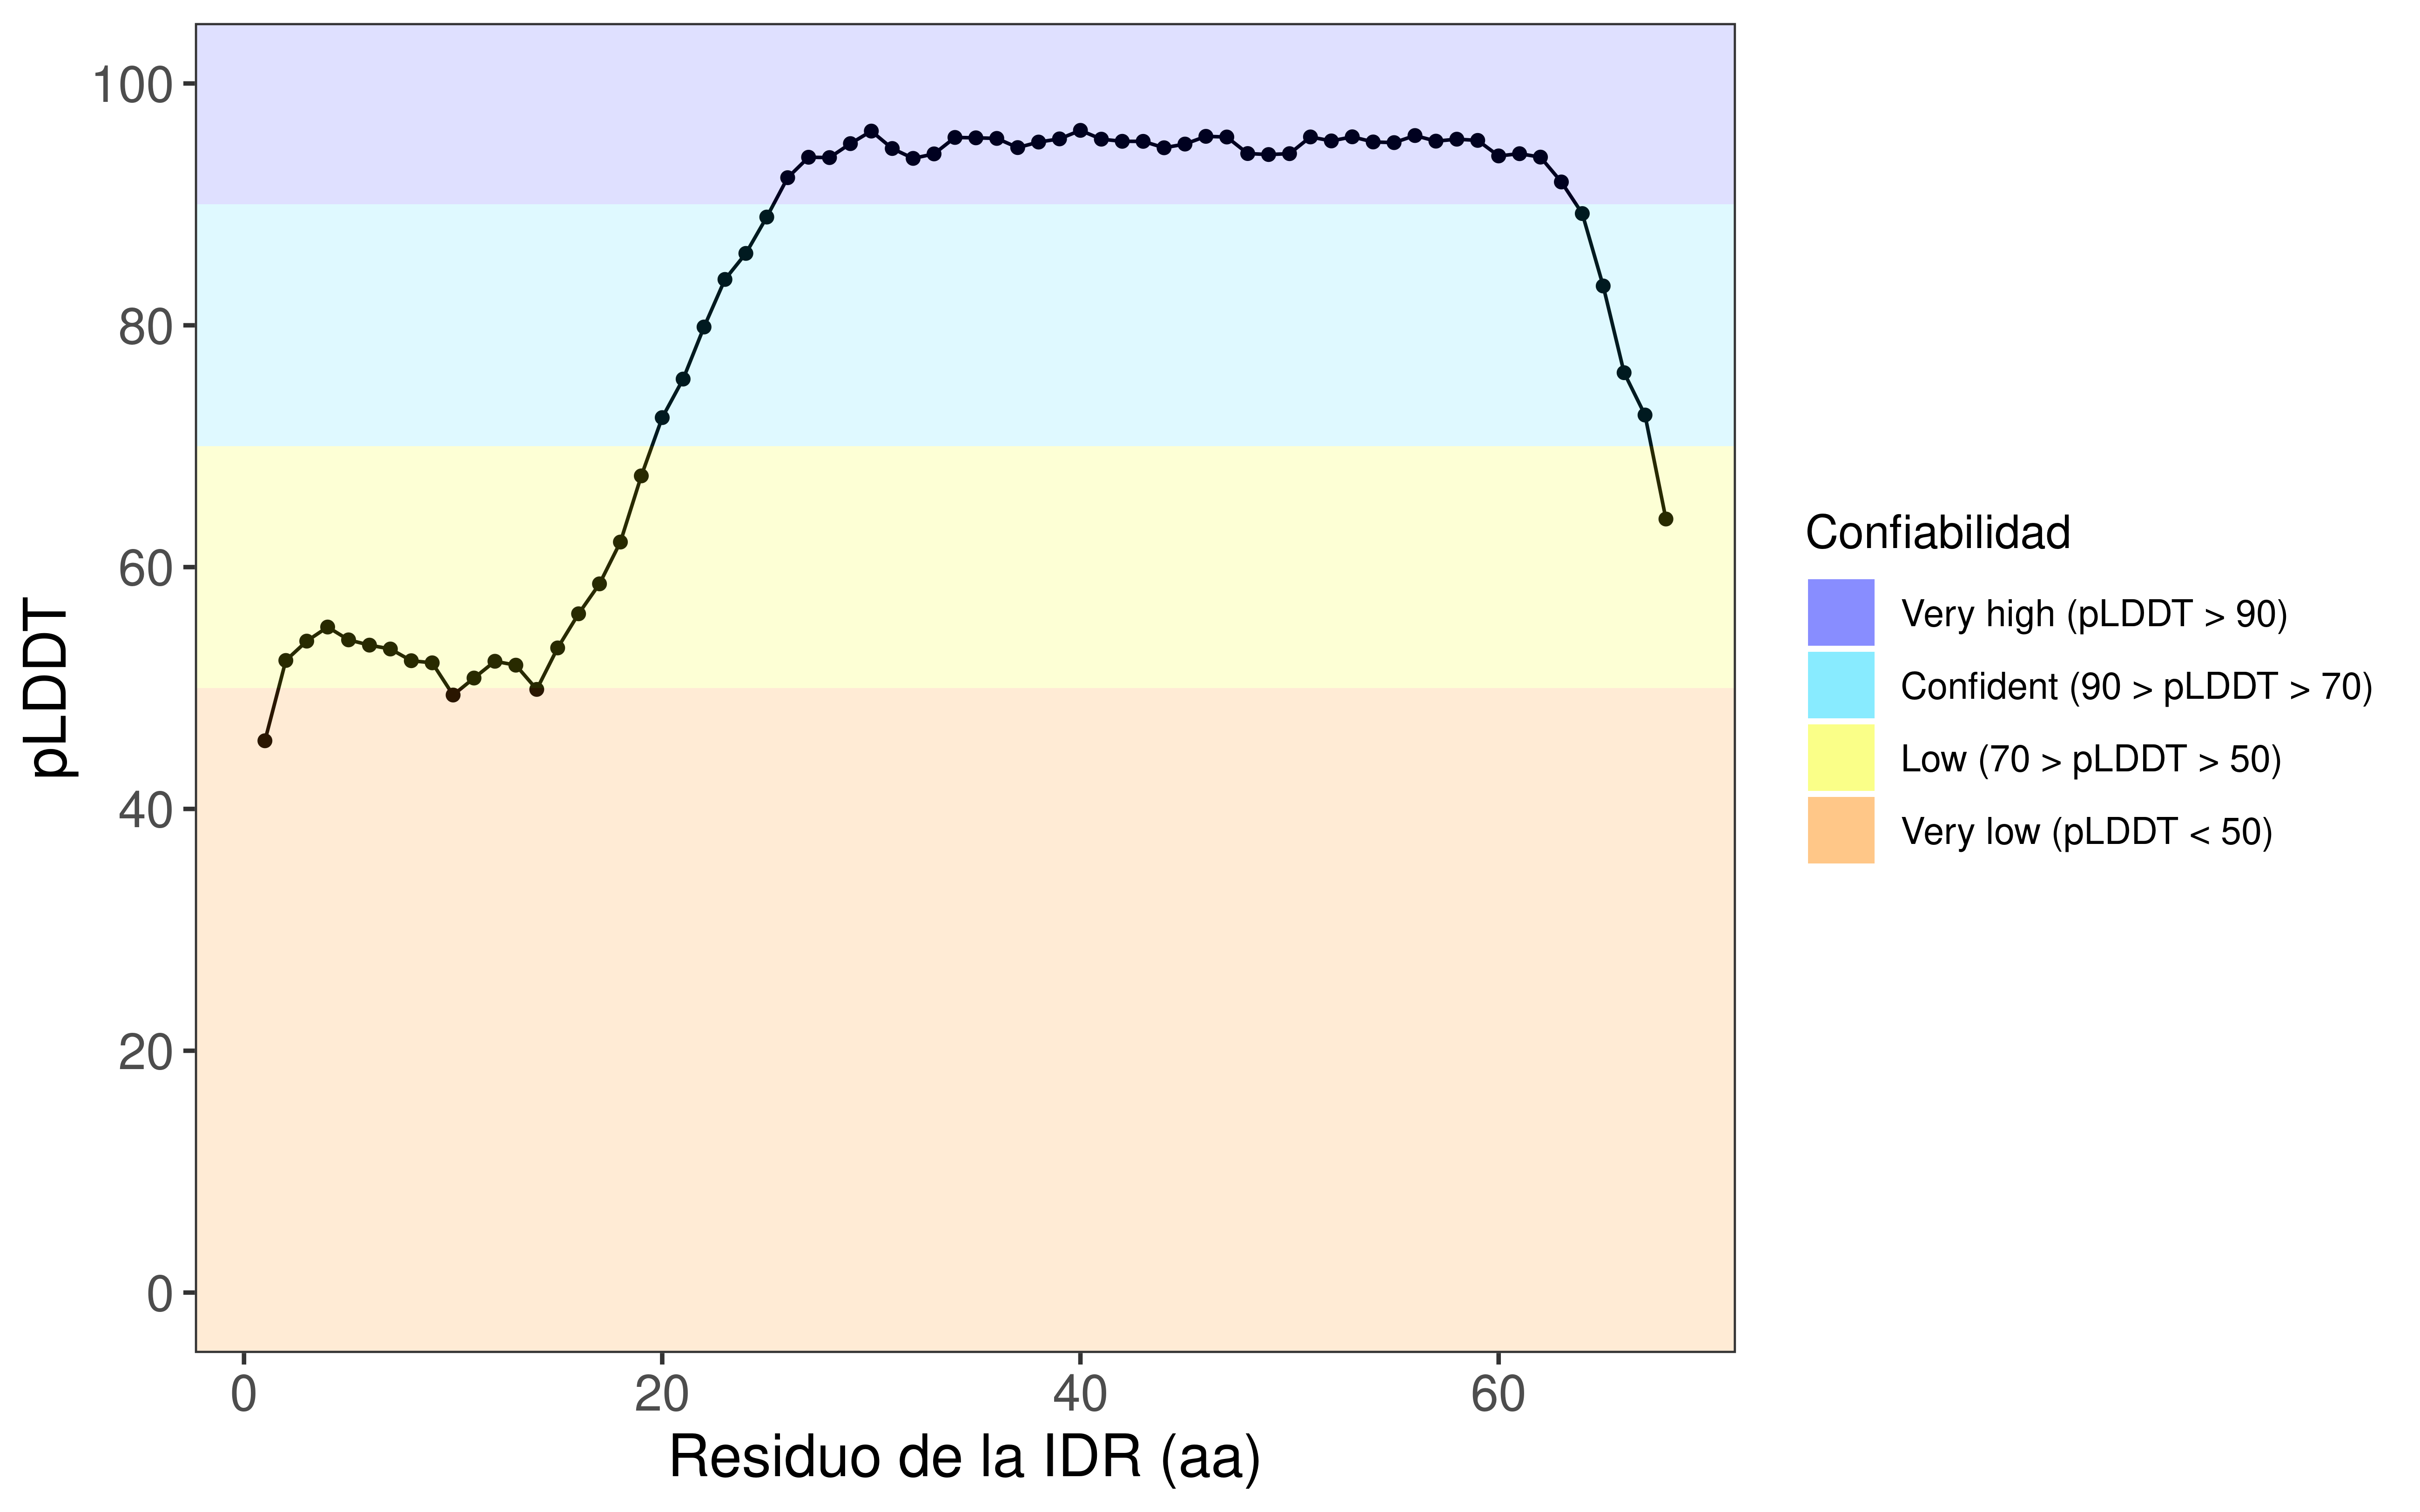 pLDDT
100
80
60
40
20
0
0 20 40 60
Residuo de la IDR (aa)
Confiabilidad
Very high (pLDDT > 90)
Confident (90 > pLDDT > 70)
Low (70 > pLDDT > 50)
Very low (pLDDT < 50)